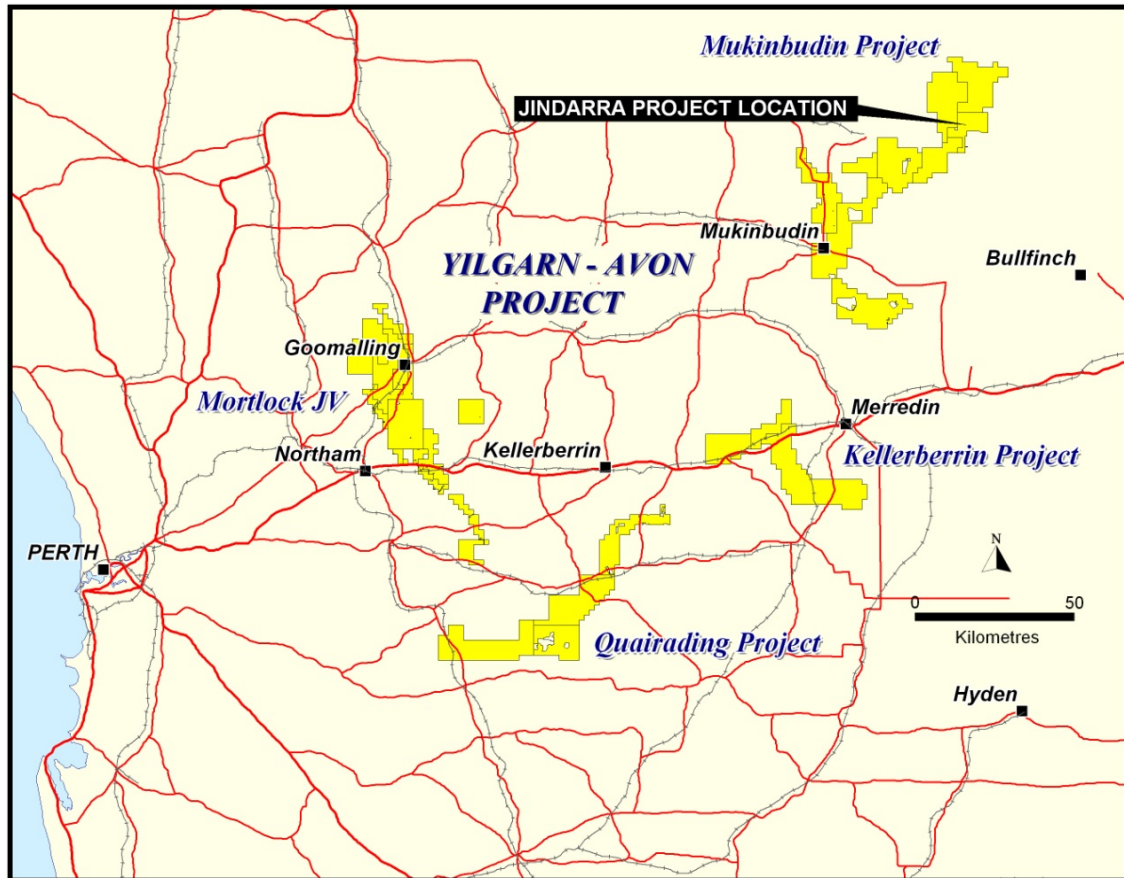 Mukinbudin Project
JINDARRA PROJECT LOCATION
Mukinbudin
Bullfinch
YILGARN - AVON
PROJECT
Goomalling
Mortlock JV
Merredin
Northam
Kellerberrin
Kellerberrin Project
PERTH
N
0 50
Kilometres
Quairading Project
Hyden